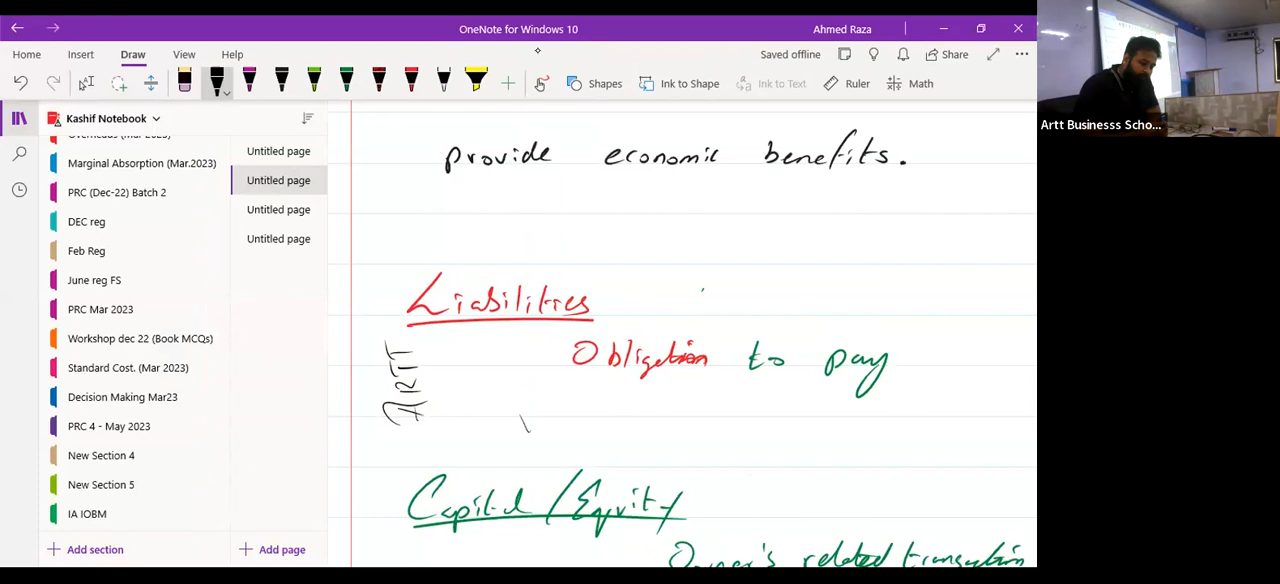 OneNote for Windows 10
Ahmed Raza
Home Insert Draw View Help
Saved offline
Share
Shapes
Ink to Shape
Ink to Text
Ruler
Math
Kashif Notebook
Overheads (Mar 2023)
Marginal Absorption (Mar.2023)
PRC (Dec-22) Batch 2
DEC reg
Feb Reg
June reg FS
PRC Mar 2023
Workshop dec 22 (Book MCQs)
Standard Cost. (Mar 2023)
Decision Making Mar23
PRC 4 - May 2023
New Section 4
New Section 5
IA IOBM
Add section
Untitled page
Untitled page
Untitled page
Untitled page
Add page
provide economic benefits.
Liabilities
Obligation to pay
ARTT
Capital / Equity
Owner's related transaction
Artt Businesss Scho...